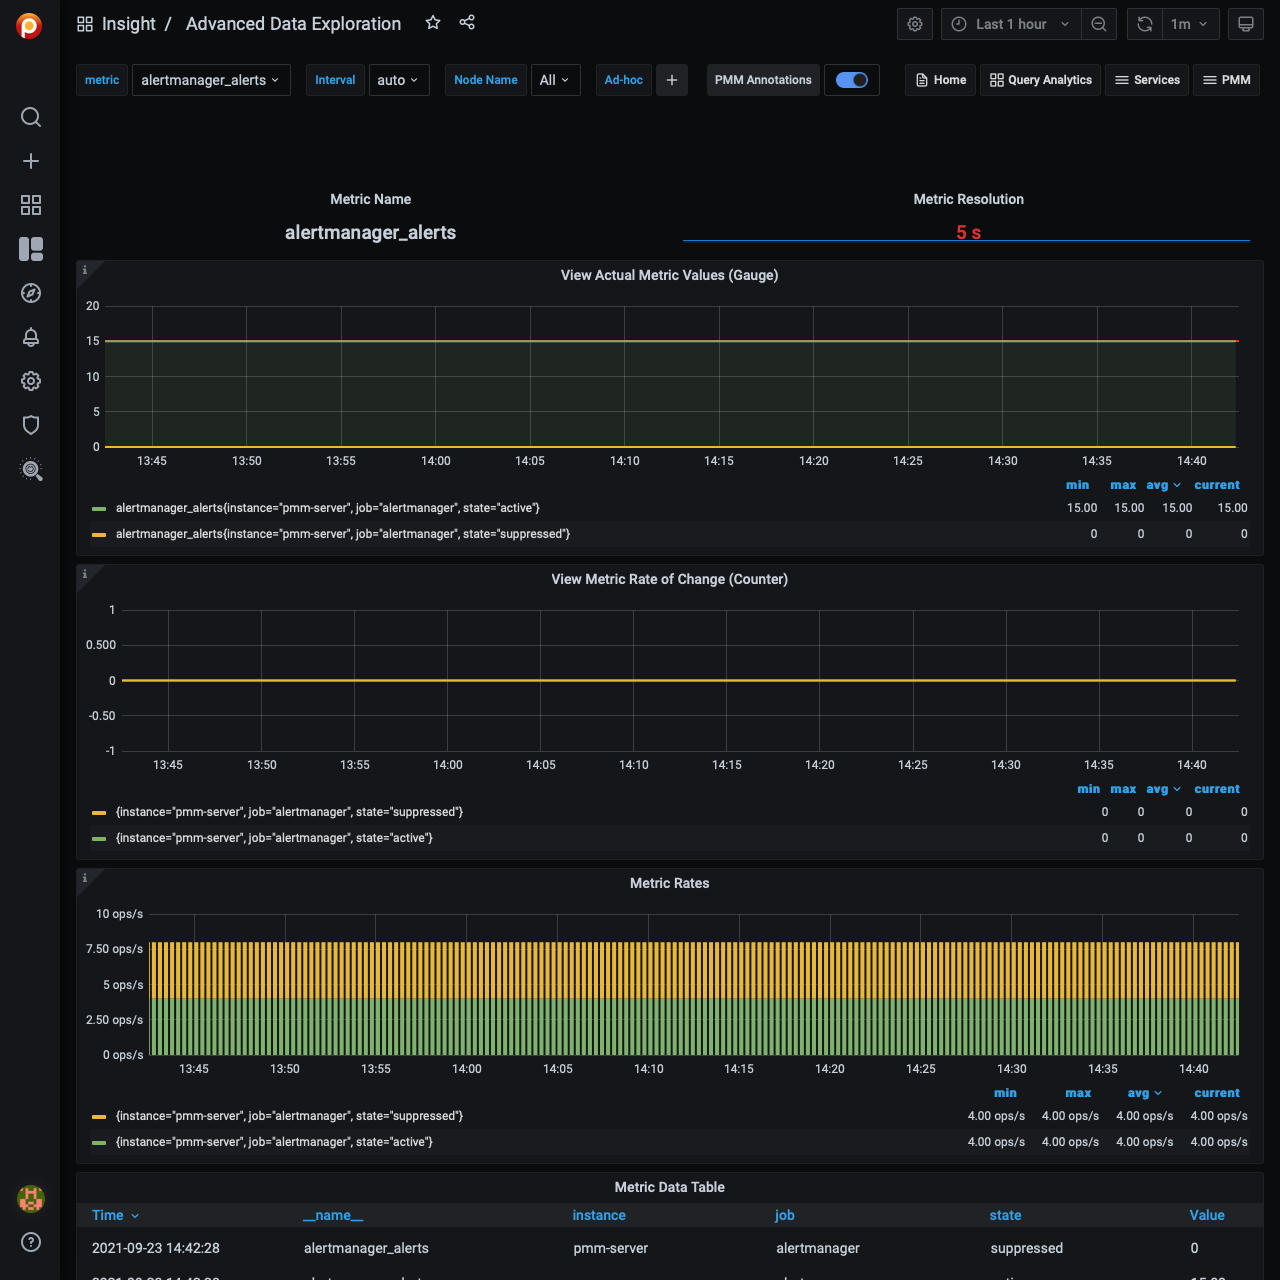 Insight / Advanced Data Exploration
Last 1 hour
1m
metric alertmanager_alerts Interval auto Node Name All Ad-hoc + PMM Annotations Home Query Analytics Services PMM
Metric Name
alertmanager_alerts
Metric Resolution
5 s
View Actual Metric Values (Gauge)
20
15
10
5
0
13:45 13:50 13:55 14:00 14:05 14:10 14:15 14:20 14:25 14:30 14:35 14:40
min max avg current
alertmanager_alerts{instance="pmm-server", job="alertmanager", state="active"} 15.00 15.00 15.00 15.00
alertmanager_alerts{instance="pmm-server", job="alertmanager", state="suppressed"} 0 0 0 0
View Metric Rate of Change (Counter)
1
0.500
0
-0.50
-1
13:45 13:50 13:55 14:00 14:05 14:10 14:15 14:20 14:25 14:30 14:35 14:40
min max avg current
{instance="pmm-server", job="alertmanager", state="suppressed"} 0 0 0 0
{instance="pmm-server", job="alertmanager", state="active"} 0 0 0 0
Metric Rates
10 ops/s
7.50 ops/s
5 ops/s
2.50 ops/s
0 ops/s
13:45 13:50 13:55 14:00 14:05 14:10 14:15 14:20 14:25 14:30 14:35 14:40
min max avg current
{instance="pmm-server", job="alertmanager", state="suppressed"} 4.00 ops/s 4.00 ops/s 4.00 ops/s 4.00 ops/s
{instance="pmm-server", job="alertmanager", state="active"} 4.00 ops/s 4.00 ops/s 4.00 ops/s 4.00 ops/s
Metric Data Table
Time __name__ instance job state Value
2021-09-23 14:42:28 alertmanager_alerts pmm-server alertmanager suppressed 0